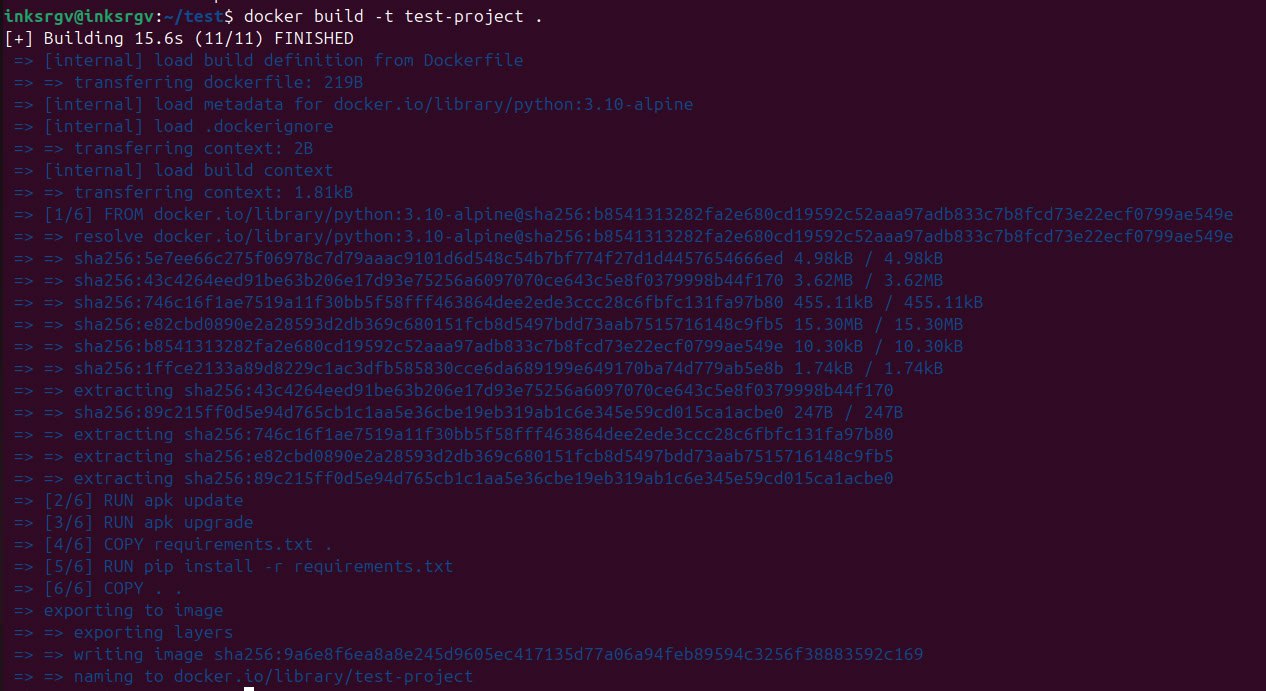 inksrgv@inksrgv:~/test$ docker build -t test-project .
[+] Building 15.6s (11/11) FINISHED
=> [internal] load build definition from Dockerfile
=> => transferring dockerfile: 219B
=> [internal] load metadata for docker.io/library/python:3.10-alpine
=> [internal] load .dockerignore
=> => transferring context: 2B
=> [internal] load build context
=> => transferring context: 1.81kB
=> [1/6] FROM docker.io/library/python:3.10-alpine@sha256:b8541313282fa2e680cd19592c52aaa97adb833c7b8fcd73e22ecf0799ae549e
=> => resolve docker.io/library/python:3.10-alpine@sha256:b8541313282fa2e680cd19592c52aaa97adb833c7b8fcd73e22ecf0799ae549e
=> => sha256:5e7ee66c275f06978c7d79aaac9101d6d548c54b7bf774f27d1d4457654666ed 4.98kB / 4.98kB
=> => sha256:43c4264eed91be63b206e17d93e75256a6097070ce643c5e8f0379998b44f170 3.62MB / 3.62MB
=> => sha256:746c16f1ae7519a11f30bb5f58fff463864dee2ede3ccc28c6fbfc131fa97b80 455.11kB / 455.11kB
=> => sha256:e82cbd0890e2a28593d2db369c680151fcb8d5497bdd73aab7515716148c9fb5 15.30MB / 15.30MB
=> => sha256:b8541313282fa2e680cd19592c52aaa97adb833c7b8fcd73e22ecf0799ae549e 10.30kB / 10.30kB
=> => sha256:1ffce2133a89d8229c1ac3dfb585830cce6da689199e649170ba74d779ab5e8b 1.74kB / 1.74kB
=> => extracting sha256:43c4264eed91be63b206e17d93e75256a6097070ce643c5e8f0379998b44f170
=> => sha256:89c215ff0d5e94d765cb1c1aa5e36cbe19eb319ab1c6e345e59cd015ca1acbe0 247B / 247B
=> => extracting sha256:746c16f1ae7519a11f30bb5f58fff463864dee2ede3ccc28c6fbfc131fa97b80
=> => extracting sha256:e82cbd0890e2a28593d2db369c680151fcb8d5497bdd73aab7515716148c9fb5
=> => extracting sha256:89c215ff0d5e94d765cb1c1aa5e36cbe19eb319ab1c6e345e59cd015ca1acbe0
=> [2/6] RUN apk update
=> [3/6] RUN apk upgrade
=> [4/6] COPY requirements.txt .
=> [5/6] RUN pip install -r requirements.txt
=> [6/6] COPY . .
=> exporting to image
=> => exporting layers
=> => writing image sha256:9a6e8f6ea8a8e245d9605ec417135d77a06a94feb89594c3256f38883592c169
=> => naming to docker.io/library/test-project